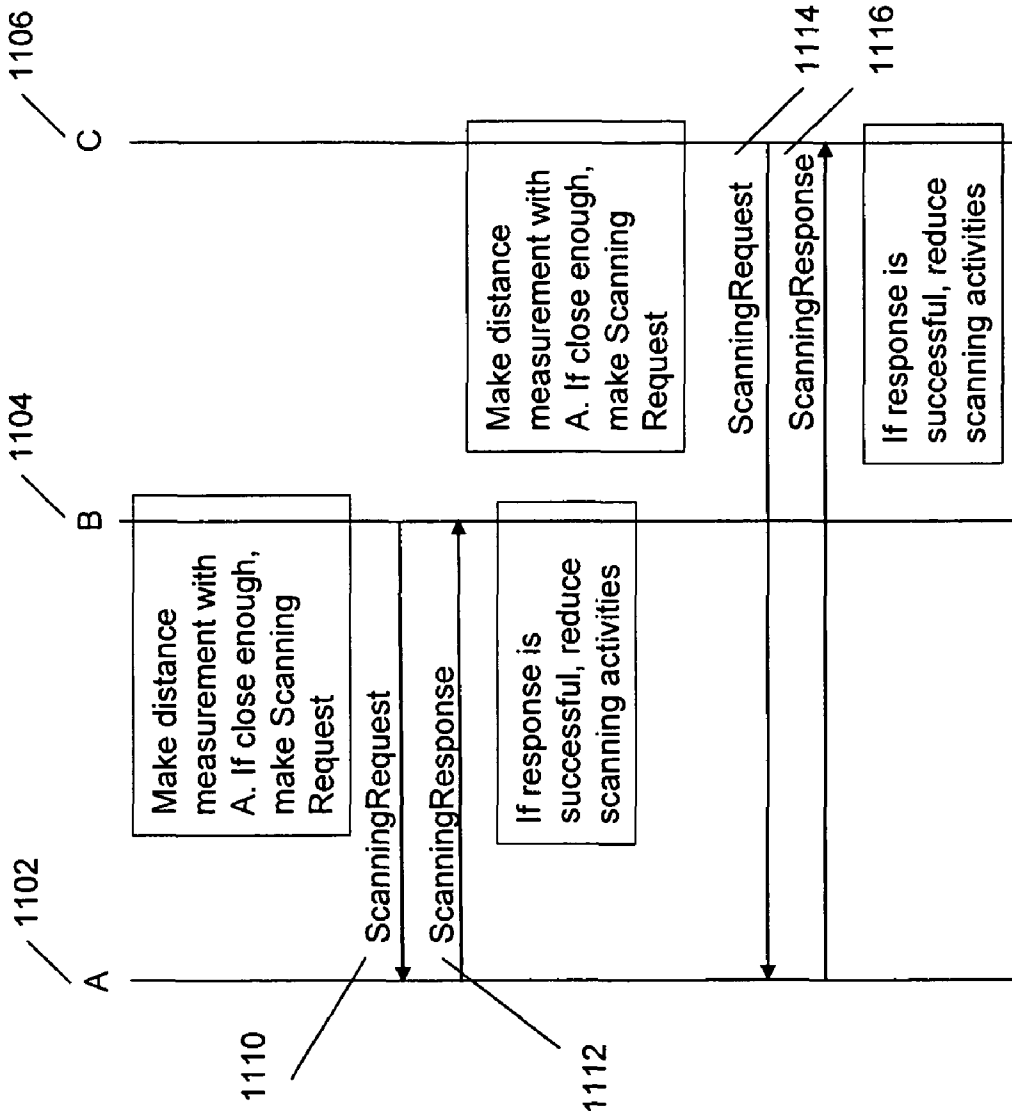 1102
1104
1106
A
B
C
Make distance
measurement with
A. If close enough,
make Scanning
Request
1110
ScanningRequest
ScanningResponse
1112
If response is
successful, reduce
scanning activities
Make distance
measurement with
A. If close enough,
make Scanning
Request
ScanningRequest
1114
ScanningResponse
1116
If response is
successful, reduce
scanning activities